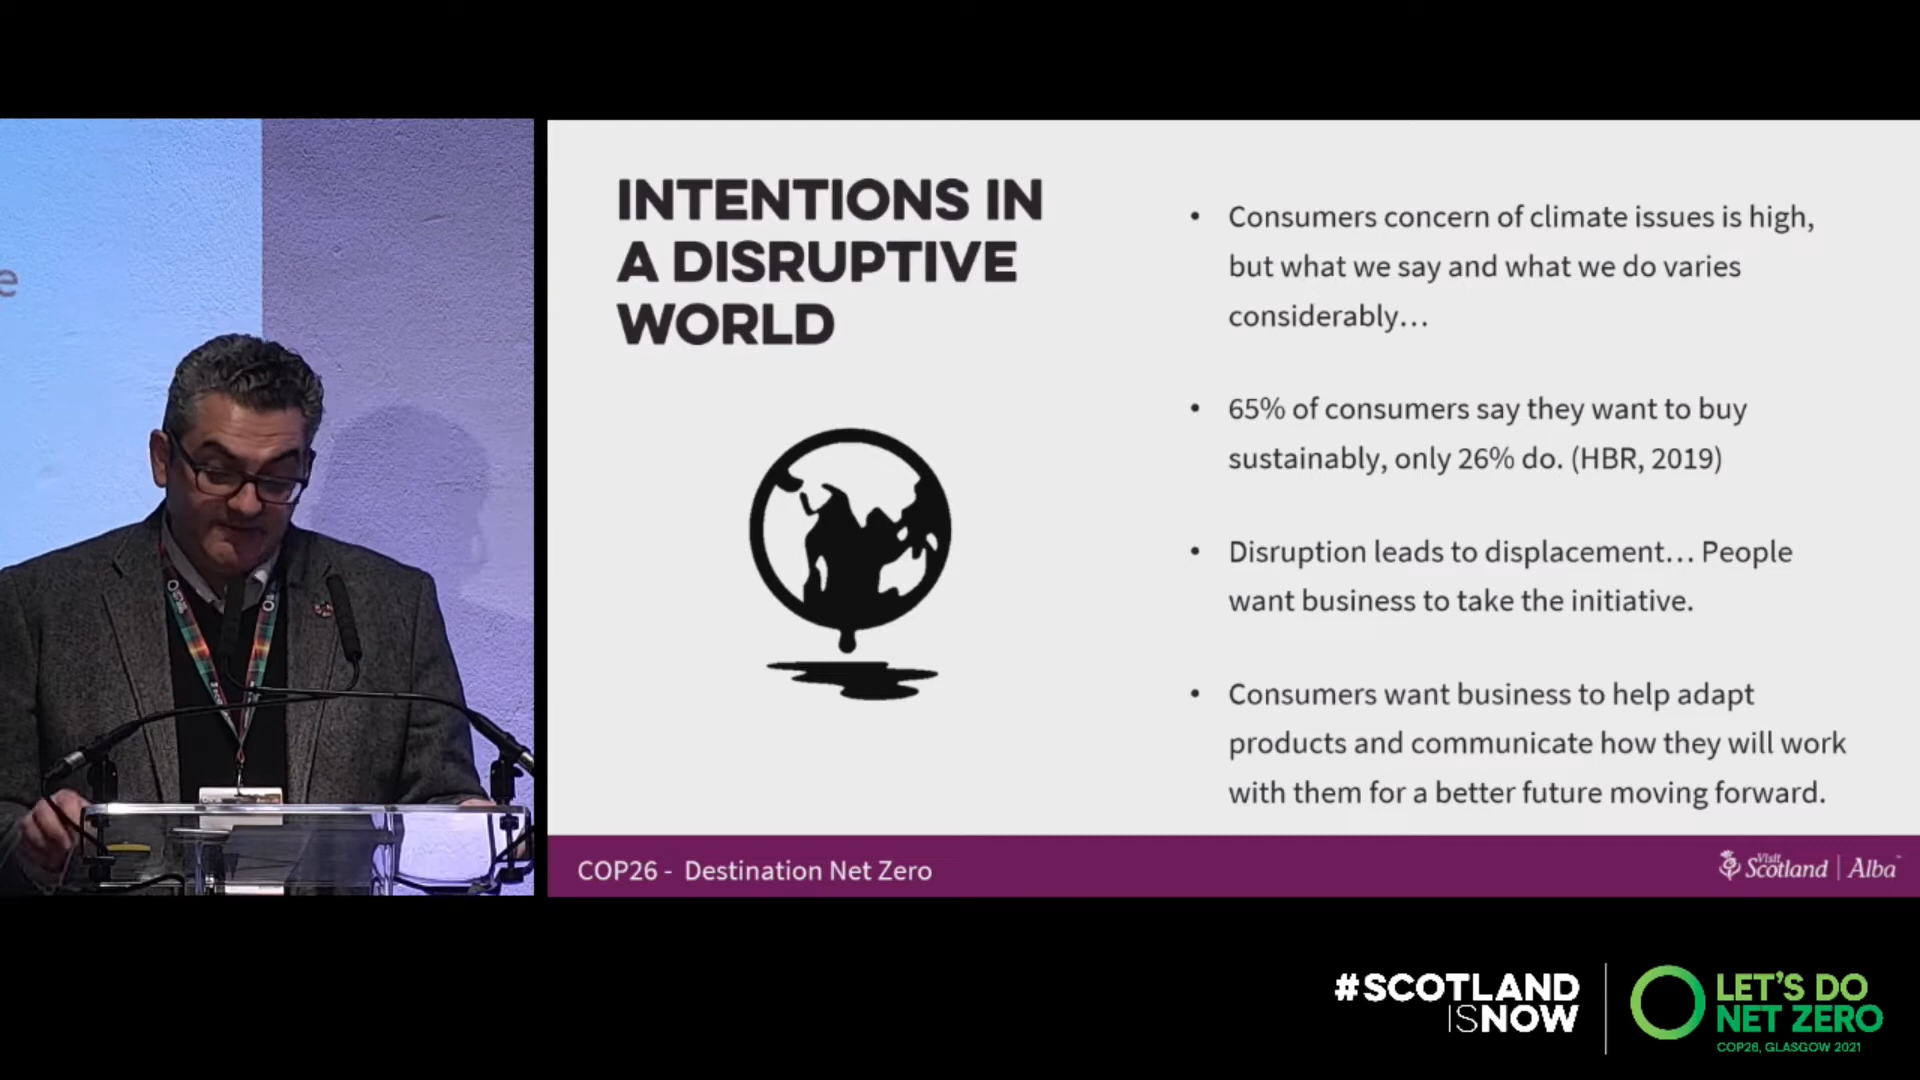 e
INTENTIONS IN
A DISRUPTIVE
WORLD
• Consumers concern of climate issues is high,
but what we say and what we do varies
considerably…
• 65% of consumers say they want to buy
sustainably, only 26% do. (HBR, 2019)
• Disruption leads to displacement… People
want business to take the initiative.
• Consumers want business to help adapt
products and communicate how they will work
with them for a better future moving forward.
COP26 - Destination Net Zero
Visit
Scotland | Alba
#SCOTLAND
ISNOW
LET'S DO
NET ZERO
COP26, GLASGOW 2021